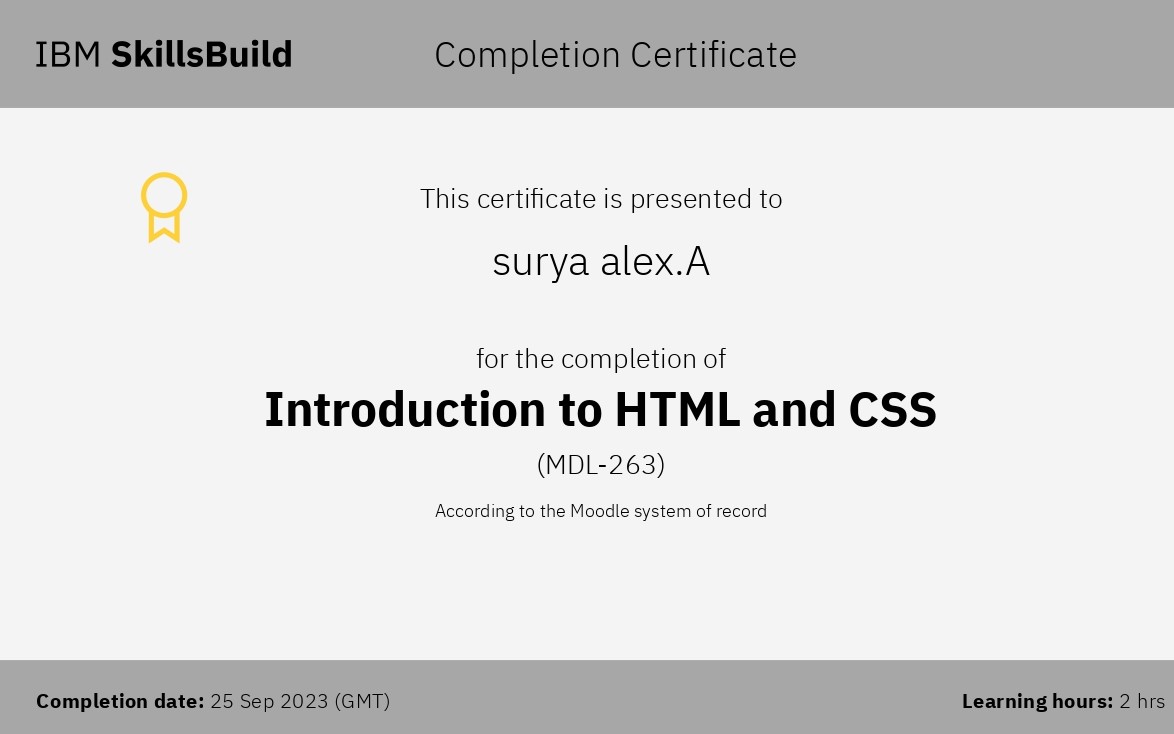 IBM SkillsBuild
Completion Certificate
This certificate is presented to
surya alex.A
for the completion of
Introduction to HTML and CSS
(MDL-263)
According to the Moodle system of record
Completion date: 25 Sep 2023 (GMT)
Learning hours: 2 hrs